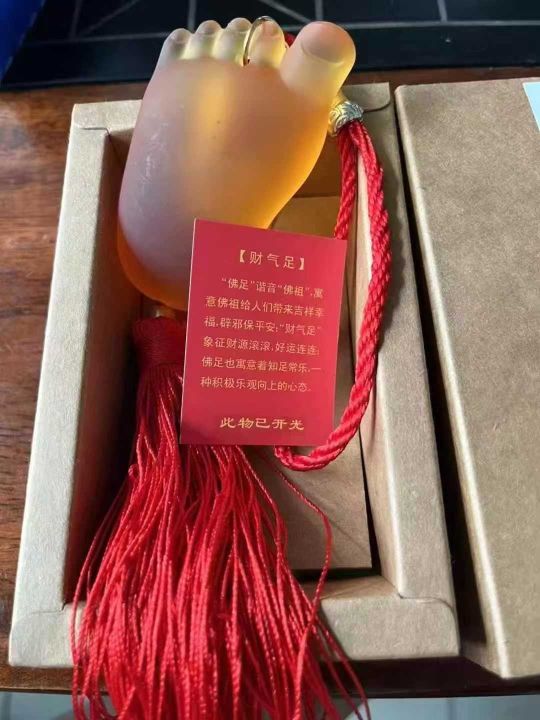 【财气足】
“佛足”谐音“佛祖”,寓
意佛祖给人们带来吉祥幸
福,辟邪保平安;“财气足”
象征财源滚滚,好运连连;
佛足也寓意着知足常乐,一
种积极乐观向上的心态。
此物已开光